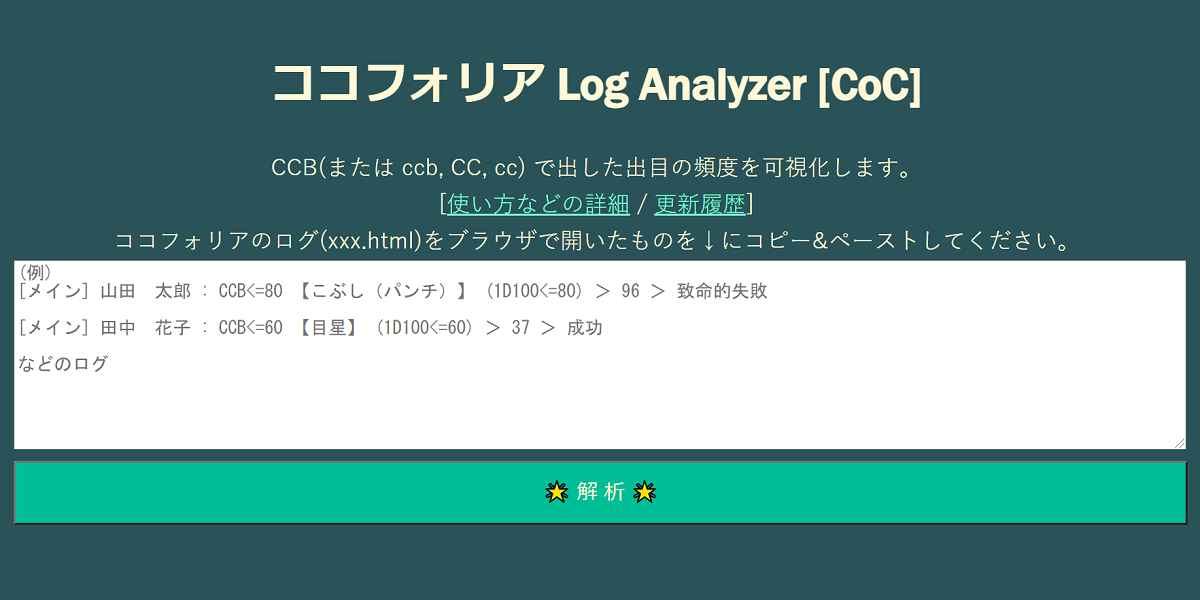 ココフォリア Log Analyzer [CoC]
CCB(または ccb, CC, cc) で出した出目の頻度を可視化します。
[使い方などの詳細 / 更新履歴]
ココフォリアのログ(xxx.html)をブラウザで開いたものを↓にコピー&ペーストしてください。
(例)
[メイン] 山田　太郎 : CCB<=80 【こぶし（パンチ）】 (1D100<=80) ＞ 96 ＞ 致命的失敗
[メイン] 田中　花子 : CCB<=60 【目星】 (1D100<=60) ＞ 37 ＞ 成功
などのログ
🌟 解 析 🌟